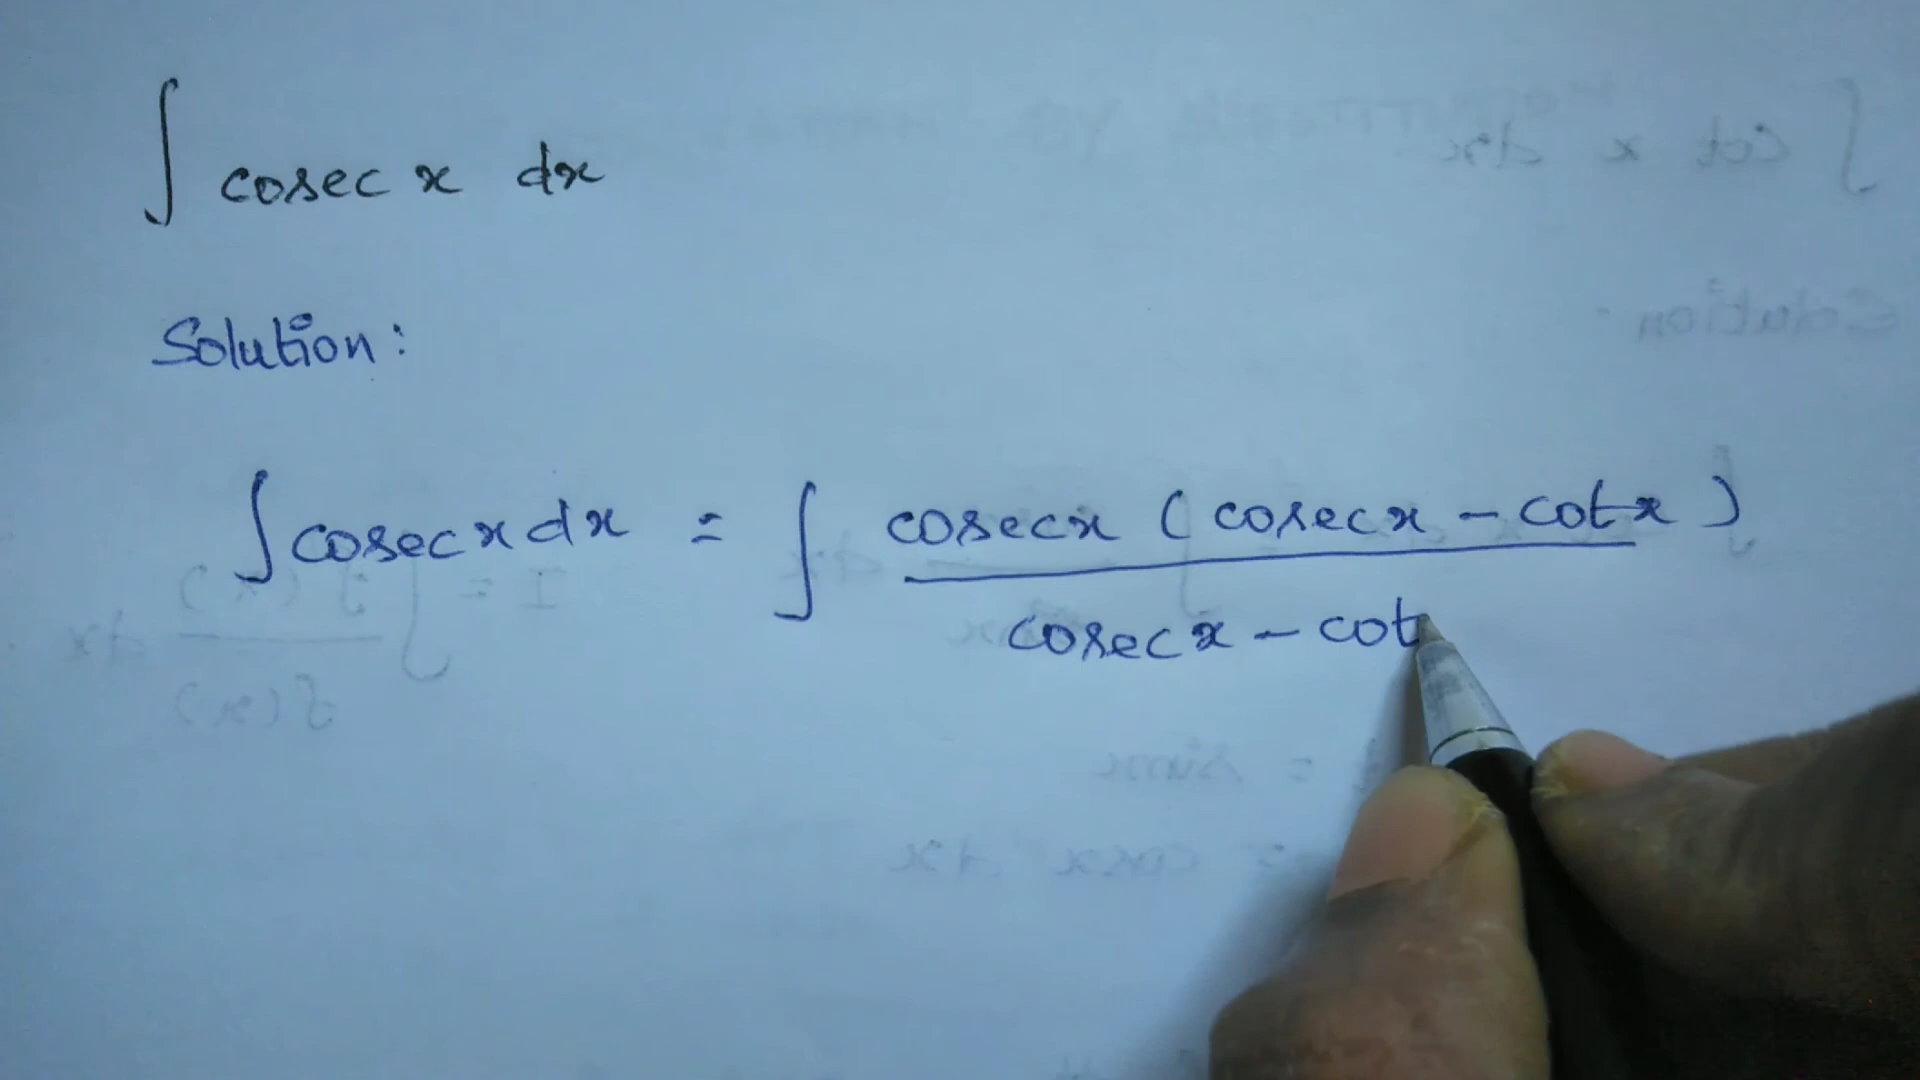 ∫ cosec x dx
Solution:
∫ cosec x dx = ∫ cosec x ( cosec x - cot x )
cosec x - cot